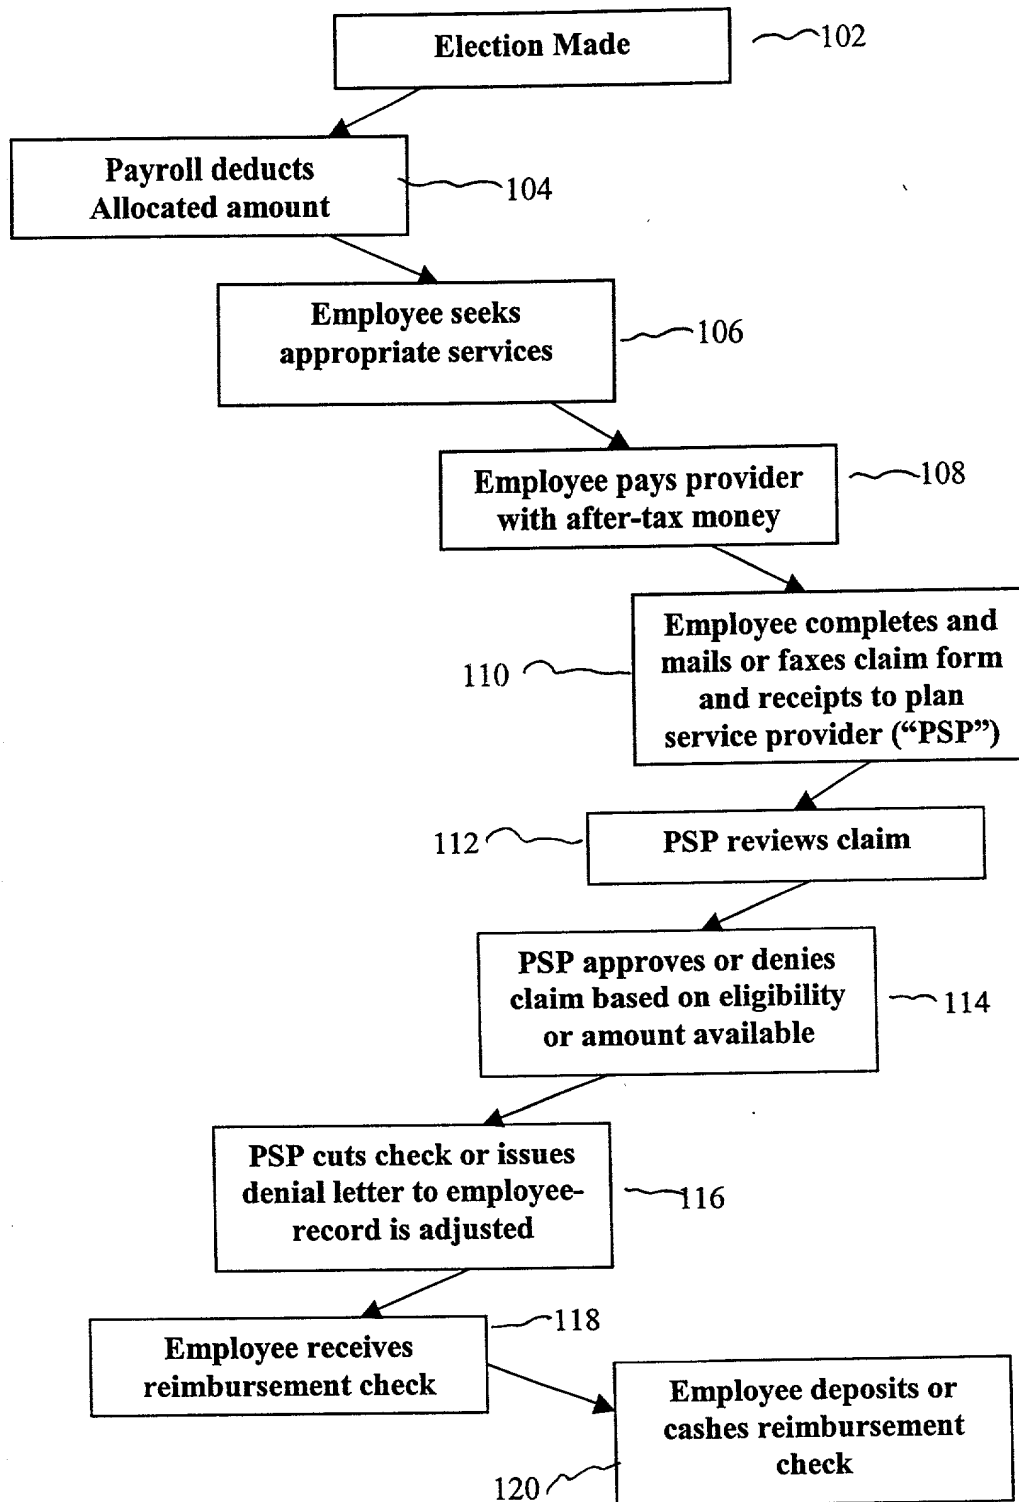 Election Made
102
Payroll deducts
Allocated amount
104
Employee seeks
appropriate services
106
Employee pays provider
with after-tax money
108
Employee completes and
mails or faxes claim form
and receipts to plan
service provider (“PSP”)
110
PSP reviews claim
112
PSP approves or denies
claim based on eligibility
or amount available
114
PSP cuts check or issues
denial letter to employee-
record is adjusted
116
Employee receives
reimbursement check
118
Employee deposits or
cashes reimbursement
check
120